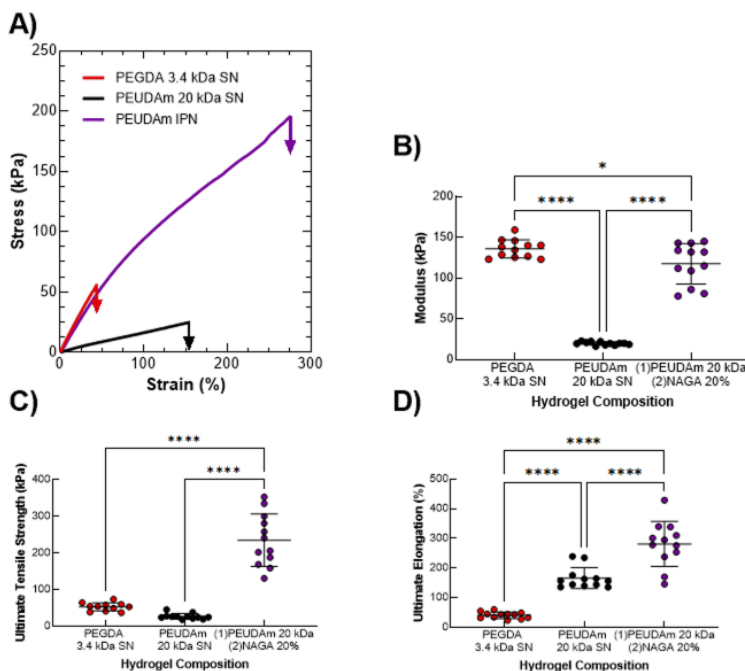 A)
300
250
200
150
100
50
0
Stress (kPa)
PEGDA 3.4 kDa SN
PEUDAm 20 kDa SN
PEUDAm IPN
0 100 200 300
Strain (%)
B)
*
**** ****
200
150
100
50
0
Modulus (kPa)
PEGDA PEUDAm (1)PEUDAm 20 kDa
3.4 kDa SN 20 kDa SN (2)NAGA 20%
Hydrogel Composition
C)
****
****
400
300
200
100
0
Ultimate Tensile Strength (kPa)
PEGDA PEUDAm (1)PEUDAm 20 kDa
3.4 kDa SN 20 kDa SN (2)NAGA 20%
Hydrogel Composition
D)
****
**** ****
500
400
300
200
100
0
Ultimate Elongation (%)
PEGDA PEUDAm (1)PEUDAm 20 kDa
3.4 kDa SN 20 kDa SN (2)NAGA 20%
Hydrogel Composition